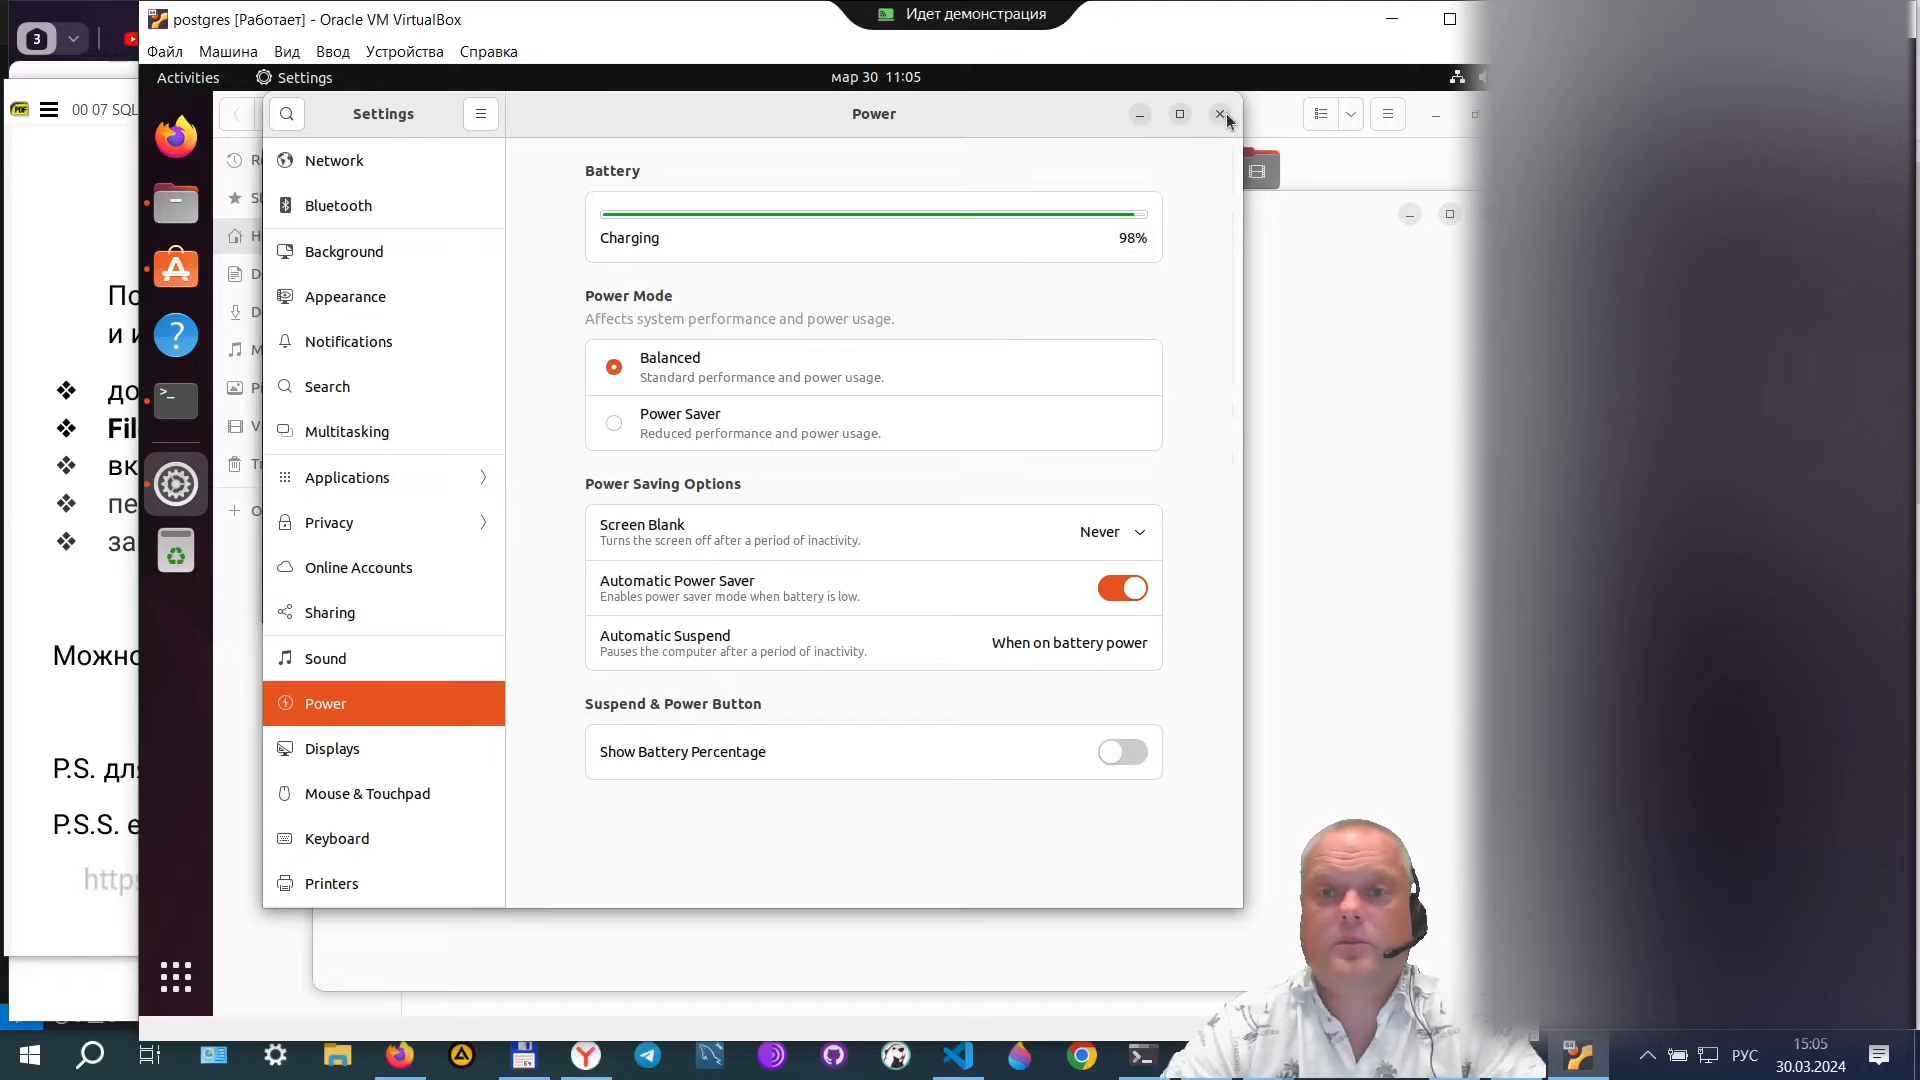 3
postgres [Работает] - Oracle VM VirtualBox
Идет демонстрация
Файл Машина Вид Ввод Устройства Справка
Activities
Settings
мар 30 11:05
PDF
00 07 SQL
Settings
Power
Network
Bluetooth
Background
Appearance
Notifications
Search
Multitasking
Applications
Privacy
Online Accounts
Sharing
Sound
Power
Displays
Mouse & Touchpad
Keyboard
Printers
Battery
Charging
98%
Power Mode
Affects system performance and power usage.
Balanced
Standard performance and power usage.
Power Saver
Reduced performance and power usage.
Power Saving Options
Screen Blank
Turns the screen off after a period of inactivity.
Never
Automatic Power Saver
Enables power saver mode when battery is low.
Automatic Suspend
Pauses the computer after a period of inactivity.
When on battery power
Suspend & Power Button
Show Battery Percentage
По
и и
❖ до
❖ Fil
❖ вк
❖ пе
❖ за
Можно
P.S. для
P.S.S. е
https
64
РУС
15:05
30.03.2024